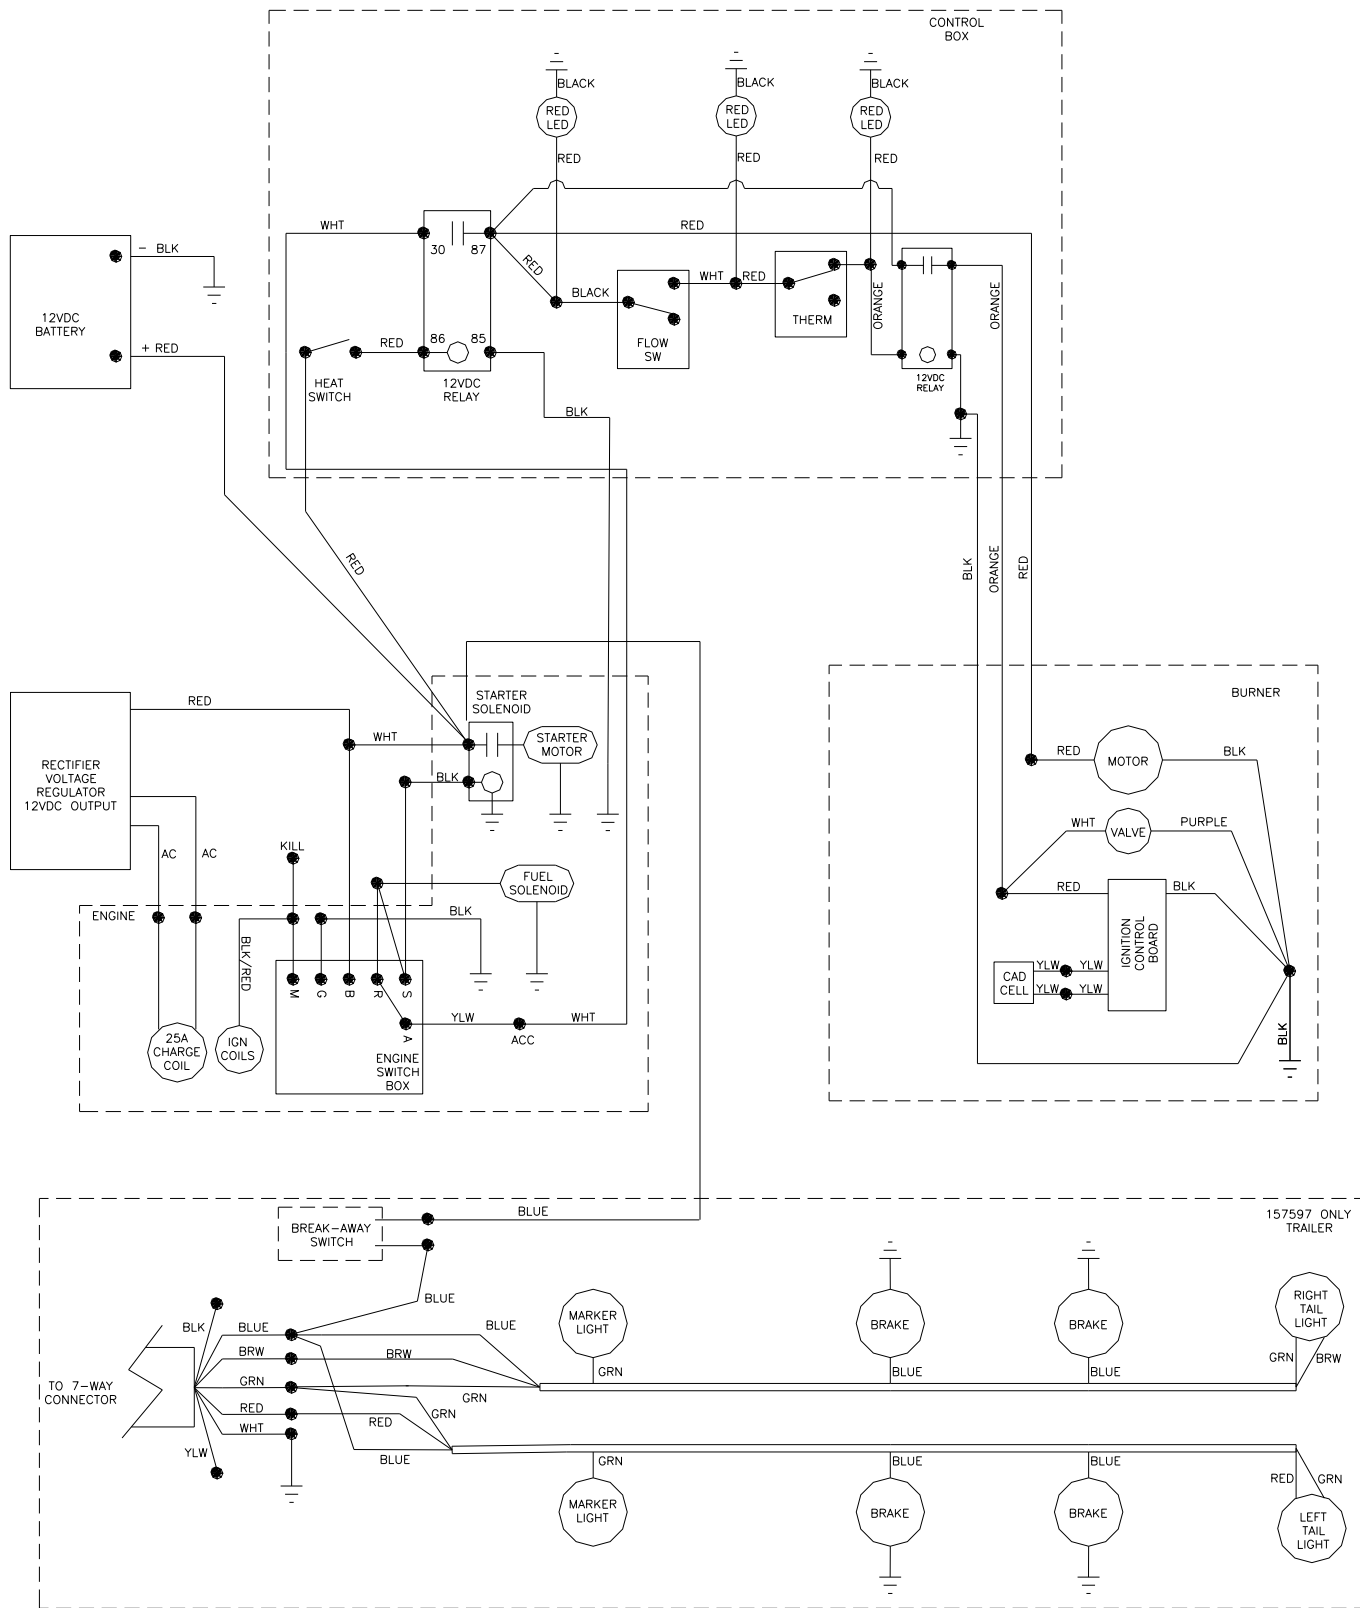 CONTROL
BOX
BLACK
BLACK
BLACK
RED
LED
RED
LED
RED
LED
RED
RED
RED
WHT
30
87
RED
RED
BLACK
WHT
RED
FLOW
SW
THERM
ORANGE
ORANGE
12VDC
RELAY
86
85
RED
HEAT
SWITCH
12VDC
RELAY
BLK
- BLK
12VDC
BATTERY
+ RED
RED
BLK
ORANGE
RED
RED
RECTIFIER
VOLTAGE
REGULATOR
12VDC OUTPUT
AC
AC
STARTER
SOLENOID
WHT
STARTER
MOTOR
BLK
KILL
FUEL
SOLENOID
ENGINE
BLK
BLK/RED
M
G
B
R
S
A
YLW
ACC
WHT
25A
CHARGE
COIL
IGN
COILS
ENGINE
SWITCH
BOX
BURNER
RED
MOTOR
BLK
WHT
VALVE
PURPLE
RED
BLK
IGNITION
CONTROL
BOARD
CAD
CELL
YLW
YLW
YLW
YLW
BLK
157597 ONLY
TRAILER
BREAK-AWAY
SWITCH
BLUE
BLUE
TO 7-WAY
CONNECTOR
BLK
BLUE
BRW
GRN
RED
WHT
YLW
BLUE
BRW
GRN
GRN
RED
BLUE
MARKER
LIGHT
GRN
BRAKE
BLUE
BRAKE
BLUE
RIGHT
TAIL
LIGHT
GRN
BRW
GRN
MARKER
LIGHT
BLUE
BRAKE
BLUE
BRAKE
RED
GRN
LEFT
TAIL
LIGHT